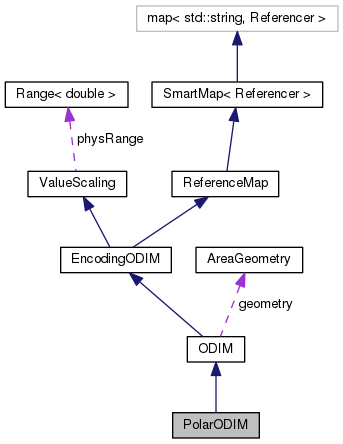 map< std::string, Referencer >
Range< double >
SmartMap< Referencer >
physRange
ValueScaling
ReferenceMap
EncodingODIM
AreaGeometry
geometry
ODIM
PolarODIM